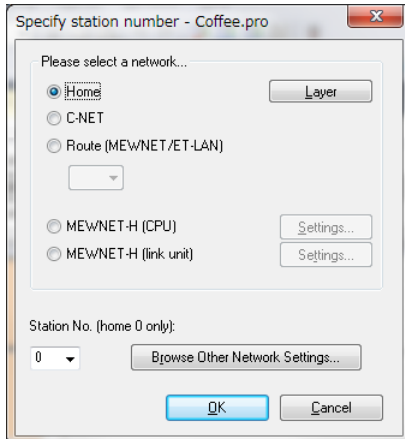 Specify station number - Coffee.pro
Please select a network...
Home
Layer
C-NET
Route (MEWNET/ET-LAN)
MEWNET-H (CPU)
Settings...
MEWNET-H (link unit)
Settings...
Station No. (home 0 only):
0
Browse Other Network Settings...
OK
Cancel